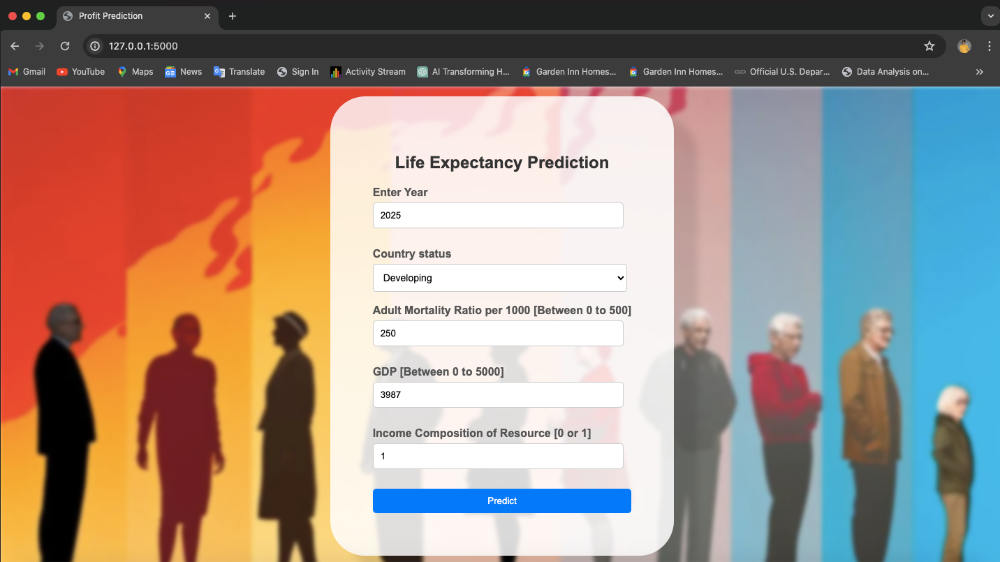 Profit Prediction
127.0.0.1:5000
Gmail YouTube Maps News Translate Sign In Activity Stream AI Transforming H... Garden Inn Homes... Garden Inn Homes... Official U.S. Depar... Data Analysis on...
Life Expectancy Prediction
Enter Year
2025
Country status
Developing
Adult Mortality Ratio per 1000 [Between 0 to 500]
250
GDP [Between 0 to 5000]
3987
Income Composition of Resource [0 or 1]
1
Predict